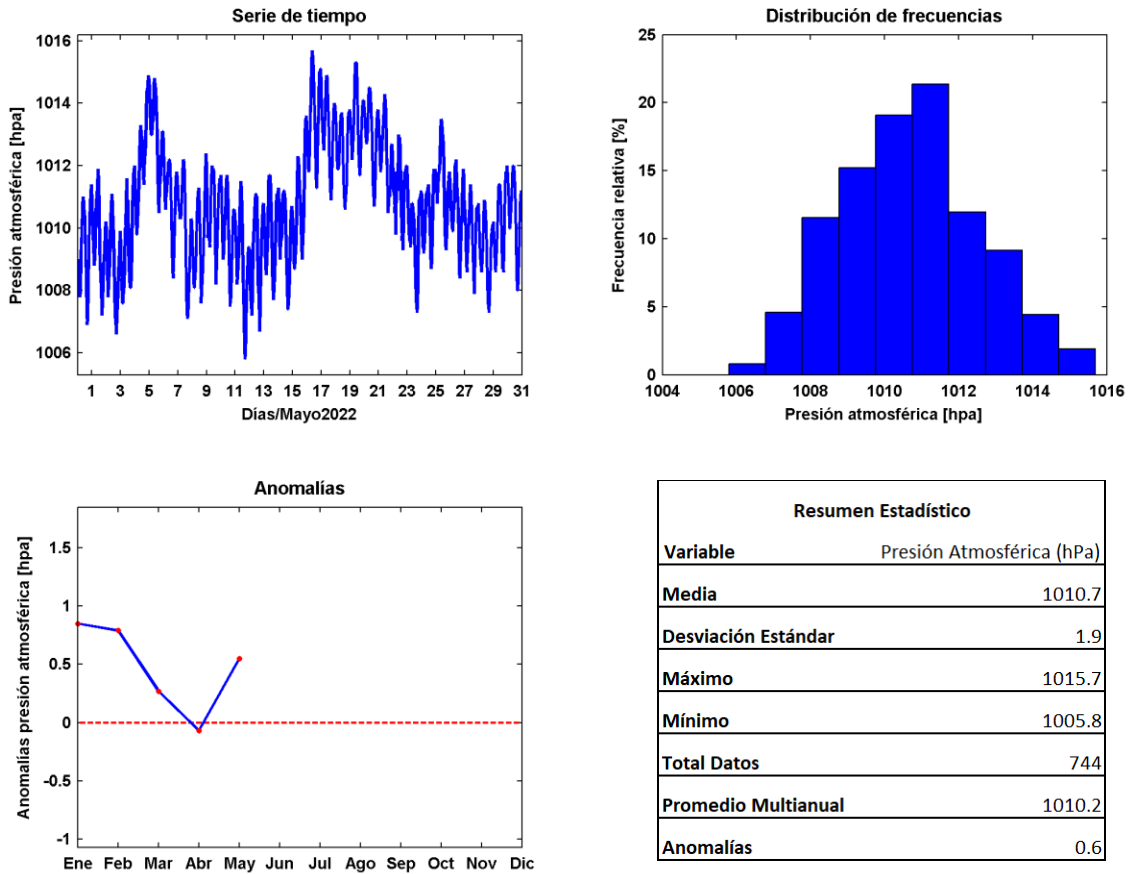 Serie de tiempo
Presión atmosférica [hpa]
1016
1014
1012
1010
1008
1006
1 3 5 7 9 11 13 15 17 19 21 23 25 27 29 31
Días/Mayo2022
Distribución de frecuencias
Frecuencia relativa [%]
25
20
15
10
5
0
1004 1006 1008 1010 1012 1014 1016
Presión atmosférica [hpa]
Anomalías
Anomalias presión atmosférica [hpa]
1.5
1
0.5
0
-0.5
-1
Ene Feb Mar Abr May Jun Jul Ago Sep Oct Nov Dic
Resumen Estadístico
Variable Presión Atmosférica (hPa)
Media 1010.7
Desviación Estándar 1.9
Máximo 1015.7
Mínimo 1005.8
Total Datos 744
Promedio Multianual 1010.2
Anomalías 0.6